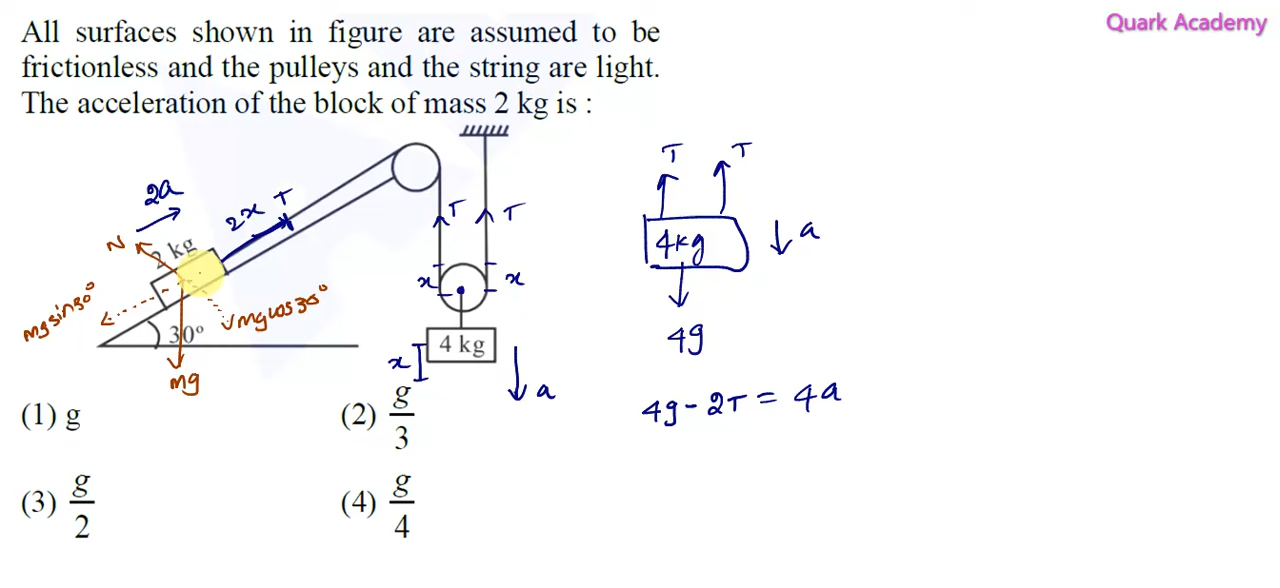 Quark Academy
All surfaces shown in figure are assumed to be
frictionless and the pulleys and the string are light.
The acceleration of the block of mass 2 kg is :
2a
2x T
N
2 kg
mg sin30°
mg cos30°
30°
mg
T T
x x
4 kg
x
a
T T
4kg
a
4g
4g - 2T = 4a
(1) g
(2) g/3
(3) g/2
(4) g/4